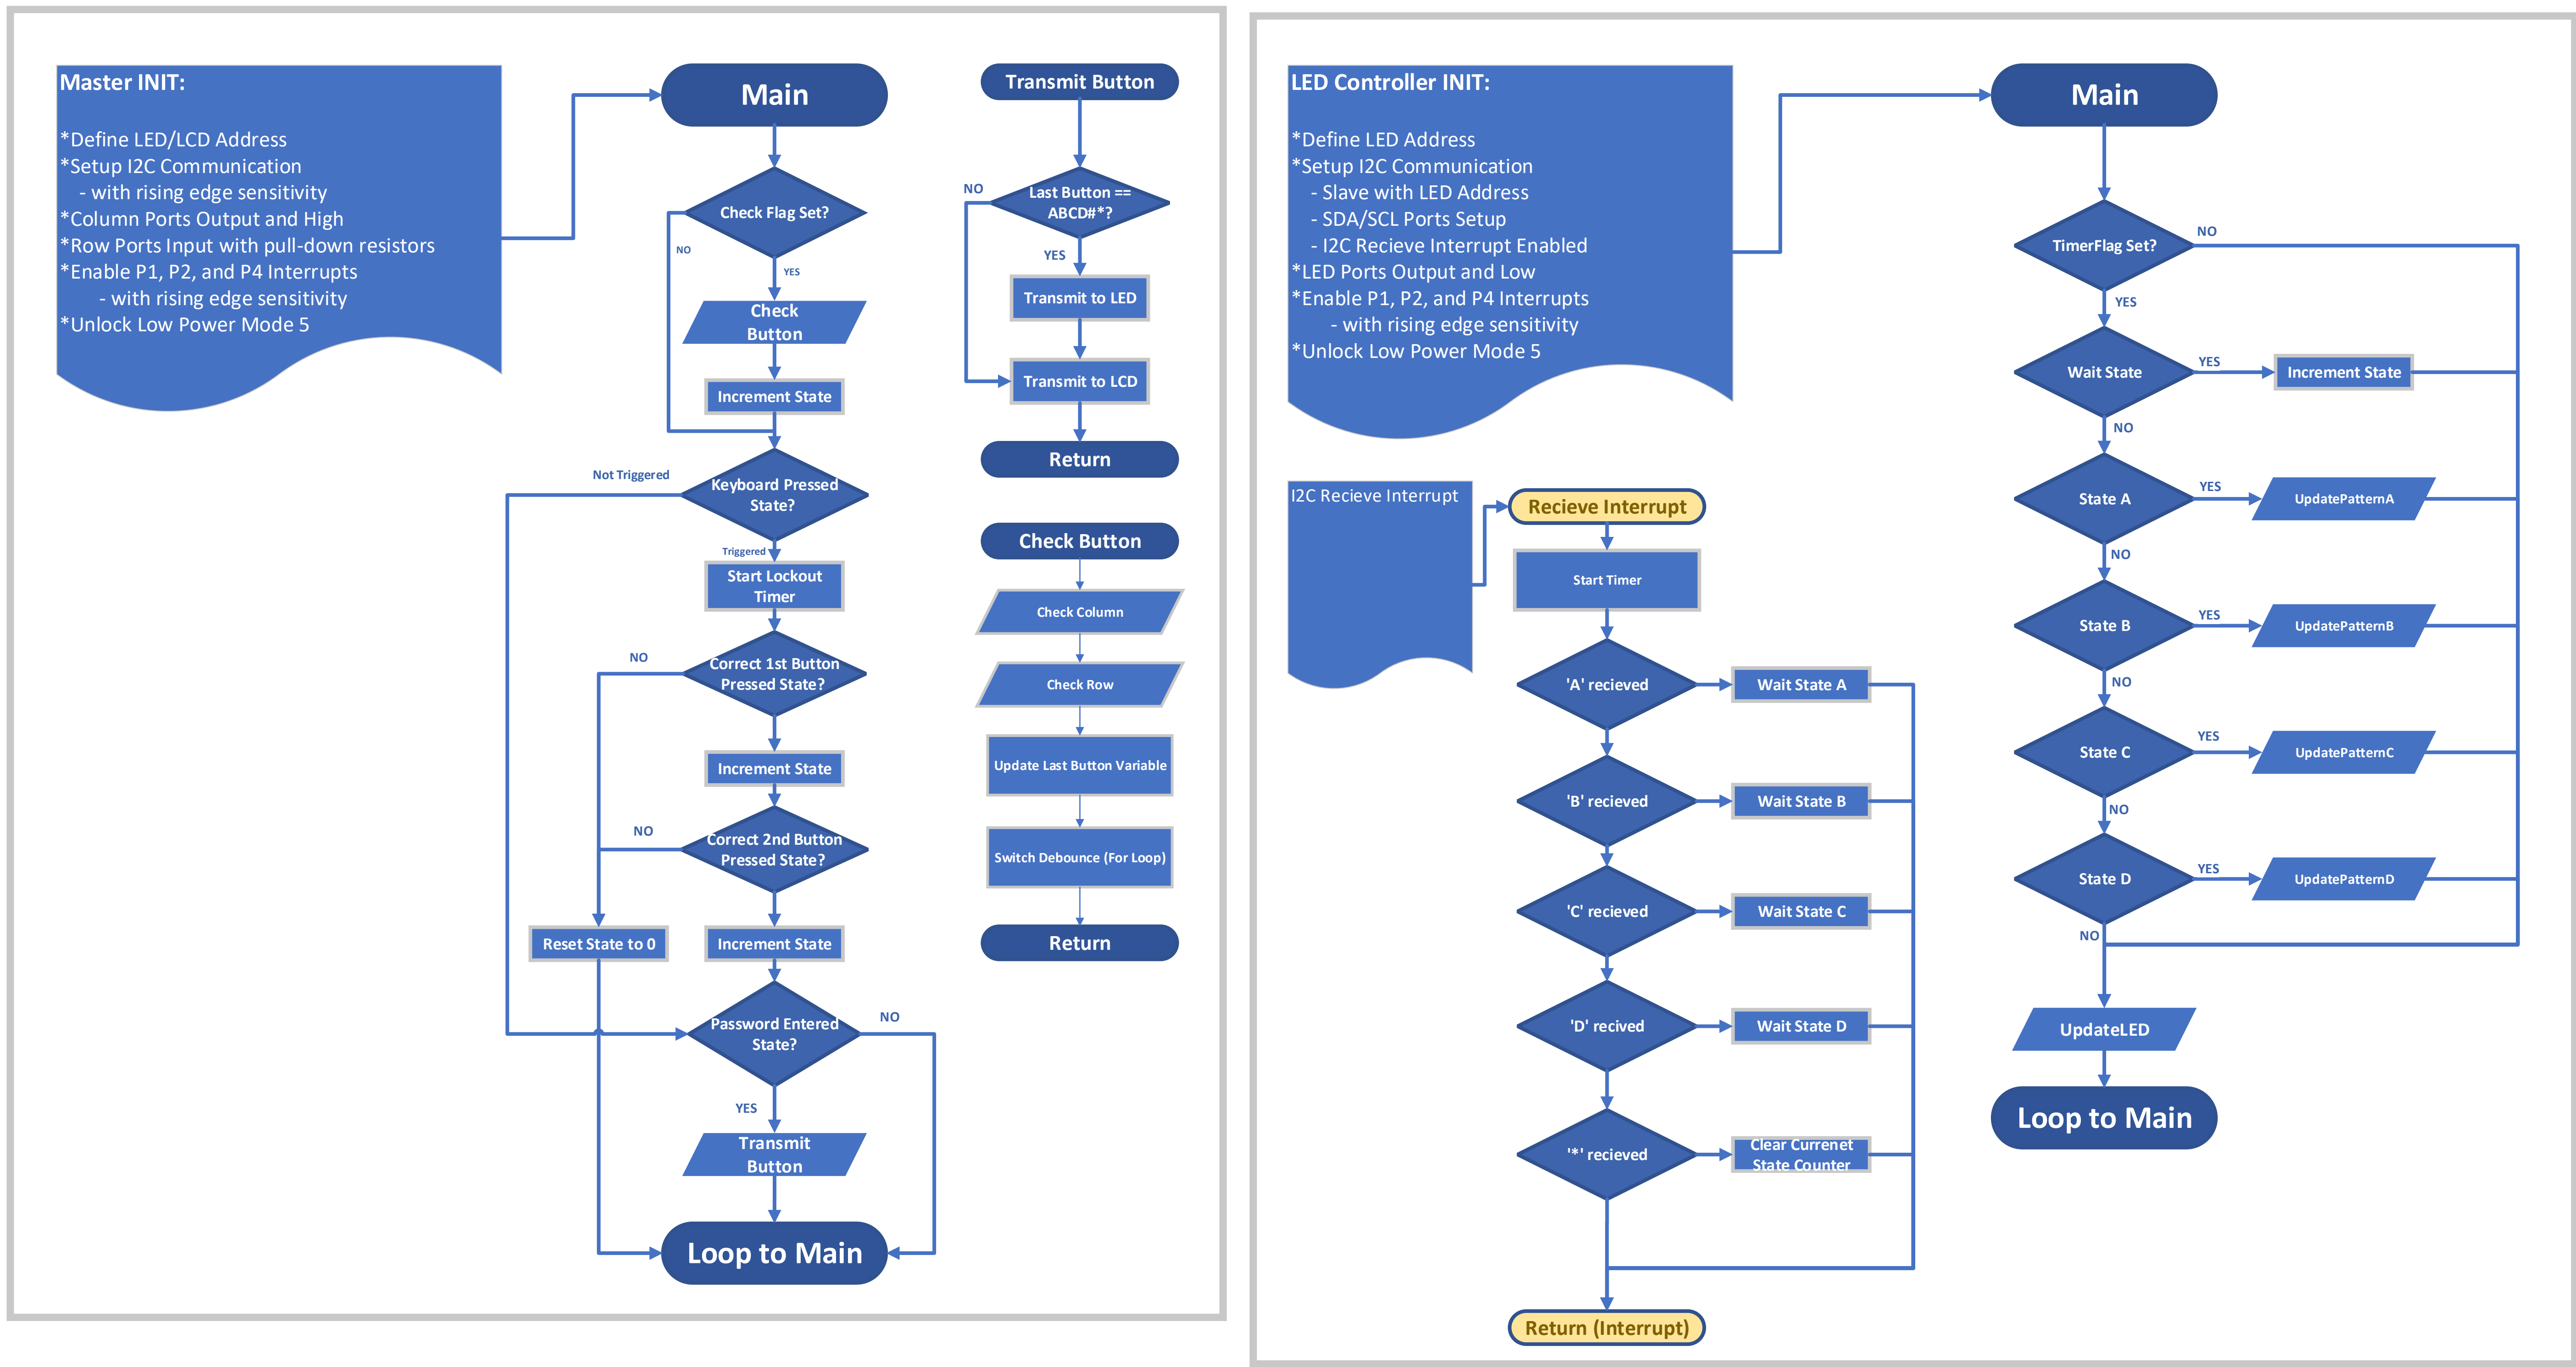 Master INIT:
*Define LED/LCD Address
*Setup I2C Communication
- with rising edge sensitivity
*Column Ports Output and High
*Row Ports Input with pull-down resistors
*Enable P1, P2, and P4 Interrupts
- with rising edge sensitivity
*Unlock Low Power Mode 5
Main
Check Flag Set?
NO
YES
Check
Button
Increment State
Keyboard Pressed
State?
Not Triggered
Triggered
Start Lockout
Timer
Correct 1st Button
Pressed State?
NO
Increment State
Correct 2nd Button
Pressed State?
NO
Reset State to 0
Increment State
Password Entered
State?
NO
YES
Transmit
Button
Loop to Main
Transmit Button
Last Button ==
ABCD#*?
NO
YES
Transmit to LED
Transmit to LCD
Return
Check Button
Check Column
Check Row
Update Last Button Variable
Switch Debounce (For Loop)
Return
LED Controller INIT:
*Define LED Address
*Setup I2C Communication
- Slave with LED Address
- SDA/SCL Ports Setup
- I2C Recieve Interrupt Enabled
*LED Ports Output and Low
*Enable P1, P2, and P4 Interrupts
- with rising edge sensitivity
*Unlock Low Power Mode 5
I2C Recieve Interrupt
Recieve Interrupt
Start Timer
'A' recieved
Wait State A
'B' recieved
Wait State B
'C' recieved
Wait State C
'D' recived
Wait State D
'*' recieved
Clear Currenet
State Counter
Return (Interrupt)
Main
TimerFlag Set?
NO
YES
Wait State
YES
Increment State
NO
State A
YES
UpdatePatternA
NO
State B
YES
UpdatePatternB
NO
State C
YES
UpdatePatternC
NO
State D
YES
UpdatePatternD
NO
UpdateLED
Loop to Main